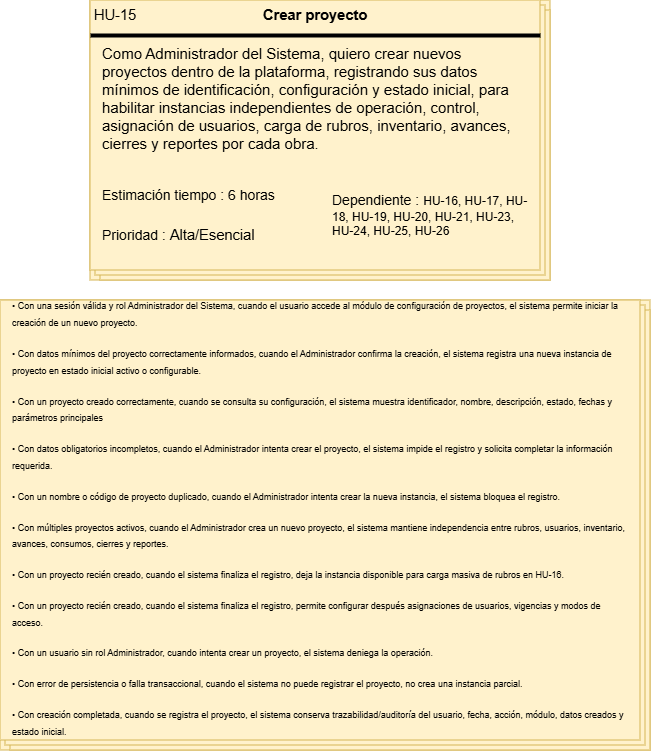 HU-15
Crear proyecto
Como Administrador del Sistema, quiero crear nuevos
proyectos dentro de la plataforma, registrando sus datos
mínimos de identificación, configuración y estado inicial, para
habilitar instancias independientes de operación, control,
asignación de usuarios, carga de rubros, inventario, avances,
cierres y reportes por cada obra.
Estimación tiempo : 6 horas
Prioridad : Alta/Esencial
Dependiente : HU-16, HU-17, HU-
18, HU-19, HU-20, HU-21, HU-23,
HU-24, HU-25, HU-26
• Con una sesión válida y rol Administrador del Sistema, cuando el usuario accede al módulo de configuración de proyectos, el sistema permite iniciar la
creación de un nuevo proyecto.
• Con datos mínimos del proyecto correctamente informados, cuando el Administrador confirma la creación, el sistema registra una nueva instancia de
proyecto en estado inicial activo o configurable.
• Con un proyecto creado correctamente, cuando se consulta su configuración, el sistema muestra identificador, nombre, descripción, estado, fechas y
parámetros principales
• Con datos obligatorios incompletos, cuando el Administrador intenta crear el proyecto, el sistema impide el registro y solicita completar la información
requerida.
• Con un nombre o código de proyecto duplicado, cuando el Administrador intenta crear la nueva instancia, el sistema bloquea el registro.
• Con múltiples proyectos activos, cuando el Administrador crea un nuevo proyecto, el sistema mantiene independencia entre rubros, usuarios, inventario,
avances, consumos, cierres y reportes.
• Con un proyecto recién creado, cuando el sistema finaliza el registro, deja la instancia disponible para carga masiva de rubros en HU-16.
• Con un proyecto recién creado, cuando el sistema finaliza el registro, permite configurar después asignaciones de usuarios, vigencias y modos de
acceso.
• Con un usuario sin rol Administrador, cuando intenta crear un proyecto, el sistema deniega la operación.
• Con error de persistencia o falla transaccional, cuando el sistema no puede registrar el proyecto, no crea una instancia parcial.
• Con creación completada, cuando se registra el proyecto, el sistema conserva trazabilidad/auditoría del usuario, fecha, acción, módulo, datos creados y
estado inicial.